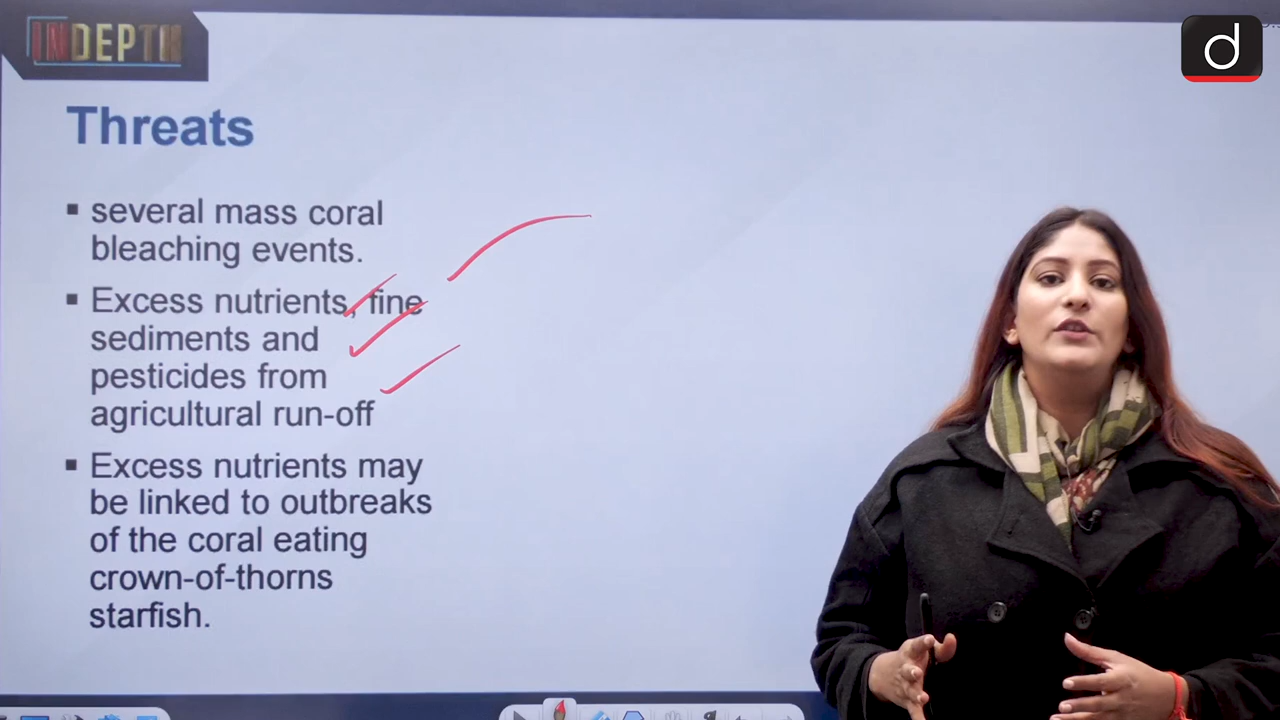 INDEPTH
d
Threats
▪ several mass coral
bleaching events.
▪ Excess nutrients, fine
sediments and
pesticides from
agricultural run-off
▪ Excess nutrients may
be linked to outbreaks
of the coral eating
crown-of-thorns
starfish.